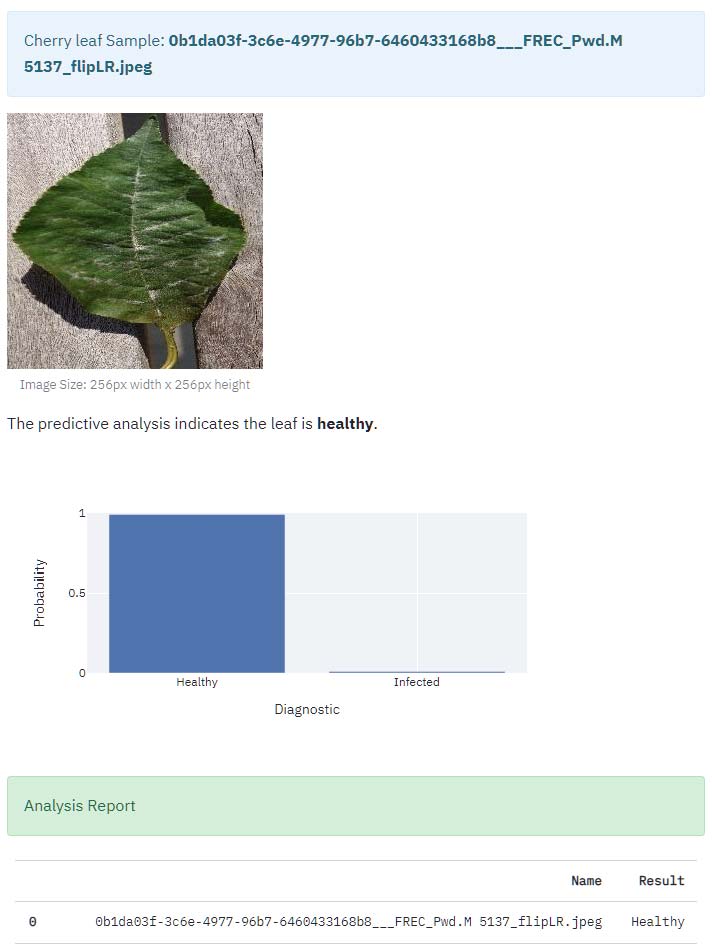 Cherry leaf Sample: 0b1da03f-3c6e-4977-96b7-6460433168b8___FREC_Pwd.M
5137_flipLR.jpeg
Image Size: 256px width x 256px height
The predictive analysis indicates the leaf is healthy.
1
0.5
0
Probability
Healthy Infected
Diagnostic
Analysis Report
Name Result
0 0b1da03f-3c6e-4977-96b7-6460433168b8___FREC_Pwd.M 5137_flipLR.jpeg Healthy